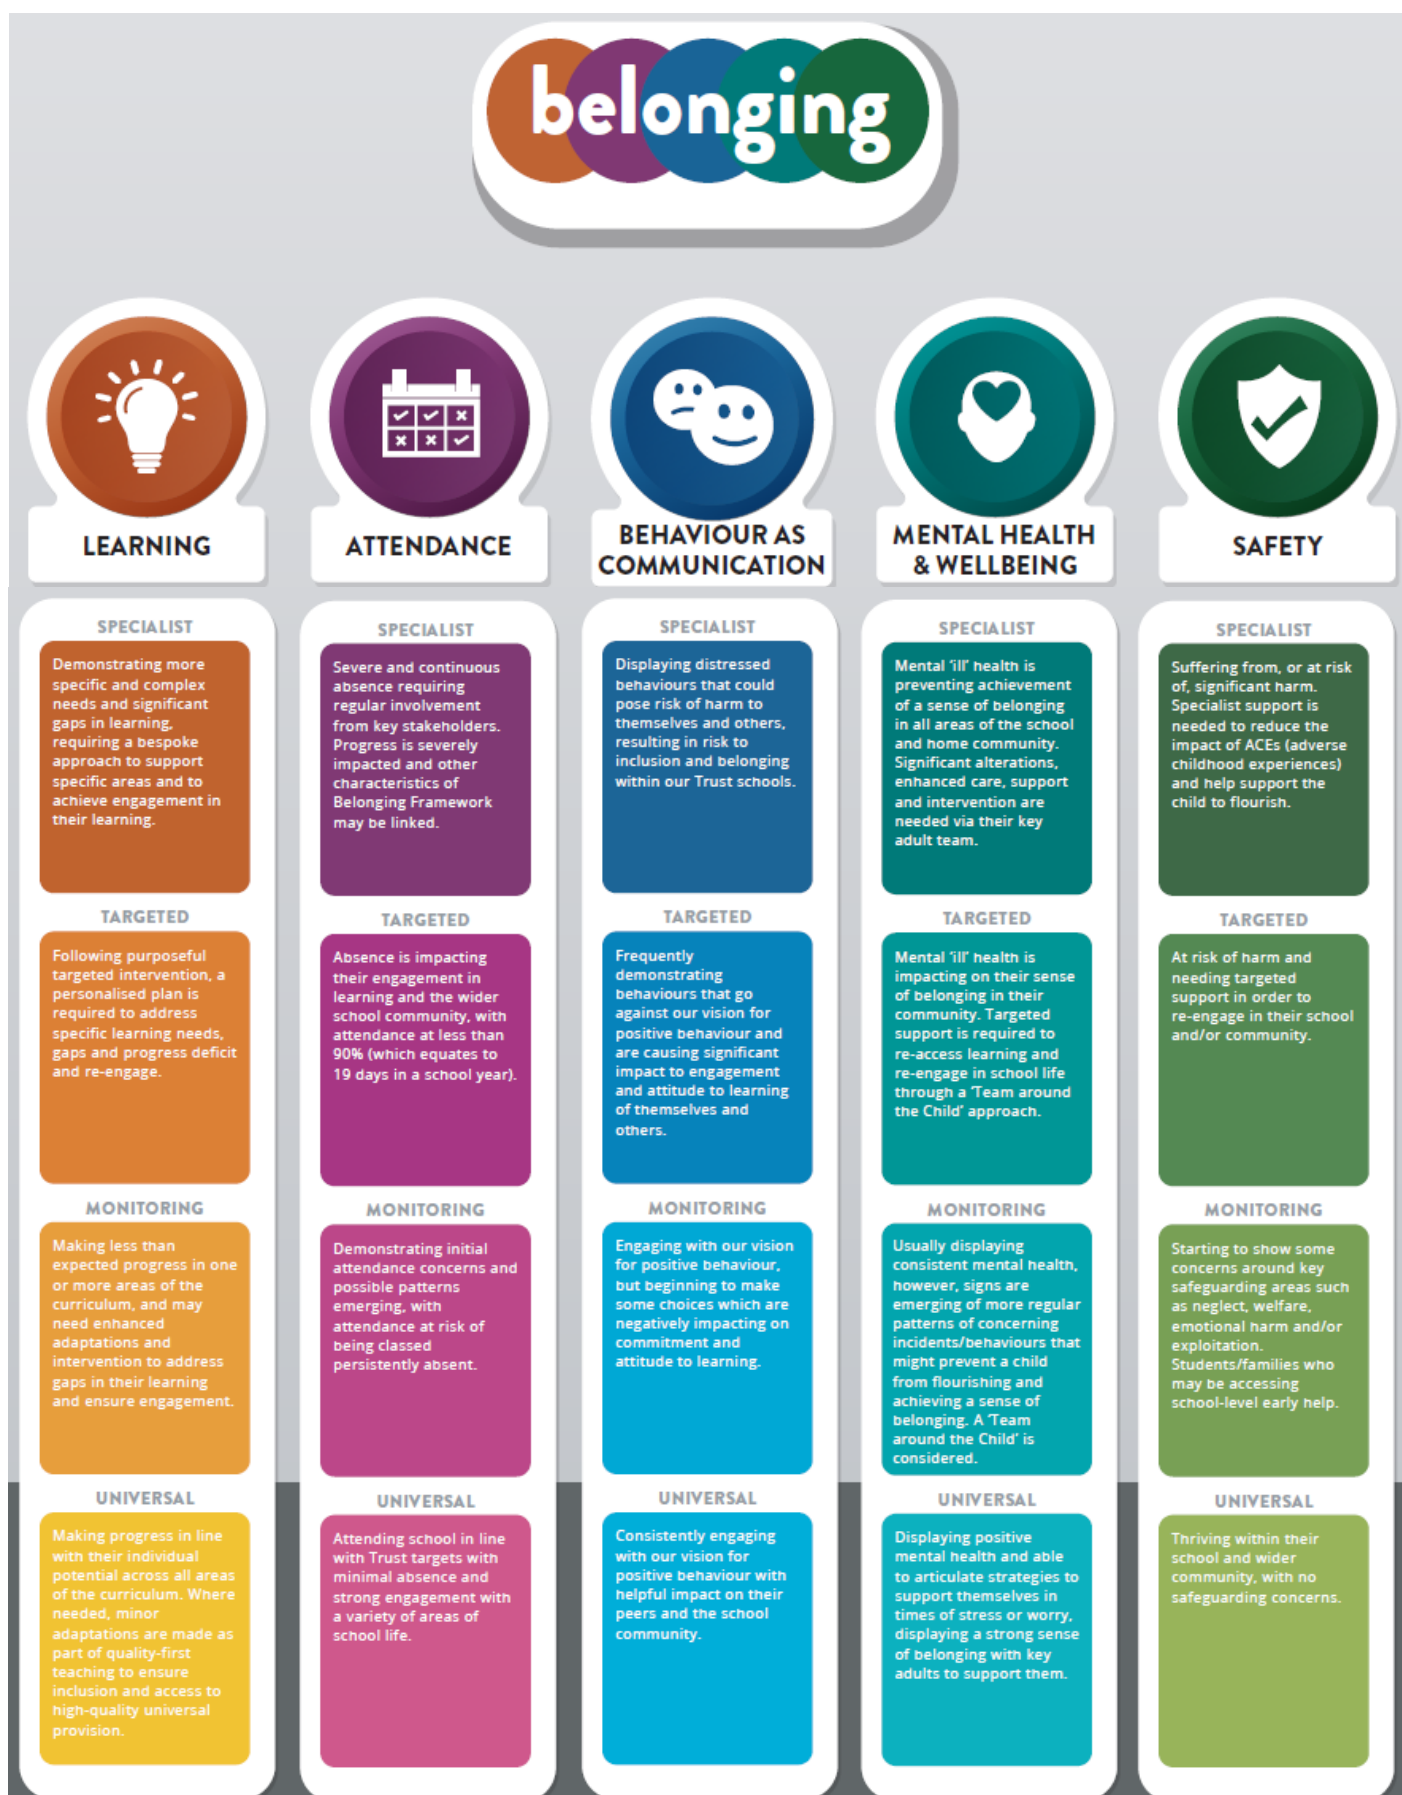 belonging
LEARNING
SPECIALIST
Demonstrating more
specific and complex
needs and significant
gaps in learning,
requiring a bespoke
approach to support
specific areas and to
achieve engagement in
their learning.
TARGETED
Following purposeful
targeted intervention, a
personalised plan is
required to address
specific learning needs,
gaps and progress deficit
and re-engage.
MONITORING
Making less than
expected progress in one
or more areas of the
curriculum, and may
need enhanced
adaptations and
intervention to address
gaps in their learning
and ensure engagement.
UNIVERSAL
Making progress in line
with their individual
potential across all areas
of the curriculum. Where
needed, minor
adaptations are made as
part of quality-first
teaching to ensure
inclusion and access to
high-quality universal
provision.
ATTENDANCE
SPECIALIST
Severe and continuous
absence requiring
regular involvement
from key stakeholders.
Progress is severely
impacted and other
characteristics of
Belonging Framework
may be linked.
TARGETED
Absence is impacting
their engagement in
learning and the wider
school community, with
attendance at less than
90% (which equates to
19 days in a school year).
MONITORING
Demonstrating initial
attendance concerns and
possible patterns
emerging, with
attendance at risk of
being classed
persistently absent.
UNIVERSAL
Attending school in line
with Trust targets with
minimal absence and
strong engagement with
a variety of areas of
school life.
BEHAVIOUR AS
COMMUNICATION
SPECIALIST
Displaying distressed
behaviours that could
pose risk of harm to
themselves and others,
resulting in risk to
inclusion and belonging
within our Trust schools.
TARGETED
Frequently
demonstrating
behaviours that go
against our vision for
positive behaviour and
are causing significant
impact to engagement
and attitude to learning
of themselves and
others.
MONITORING
Engaging with our vision
for positive behaviour,
but beginning to make
some choices which are
negatively impacting on
commitment and
attitude to learning.
UNIVERSAL
Consistently engaging
with our vision for
positive behaviour with
helpful impact on their
peers and the school
community.
MENTAL HEALTH
& WELLBEING
SPECIALIST
Mental 'ill' health is
preventing achievement
of a sense of belonging
in all areas of the school
and home community.
Significant alterations,
enhanced care, support
and intervention are
needed via their key
adult team.
TARGETED
Mental 'ill' health is
impacting on their sense
of belonging in their
community. Targeted
support is required to
re-access learning and
re-engage in school life
through a 'Team around
the Child' approach.
MONITORING
Usually displaying
consistent mental health,
however, signs are
emerging of more regular
patterns of concerning
incidents/behaviours that
might prevent a child
from flourishing and
achieving a sense of
belonging. A 'Team
around the Child' is
considered.
UNIVERSAL
Displaying positive
mental health and able
to articulate strategies to
support themselves in
times of stress or worry,
displaying a strong sense
of belonging with key
adults to support them.
SAFETY
SPECIALIST
Suffering from, or at risk
of, significant harm.
Specialist support is
needed to reduce the
impact of ACEs (adverse
childhood experiences)
and help support the
child to flourish.
TARGETED
At risk of harm and
needing targeted
support in order to
re-engage in their school
and/or community.
MONITORING
Starting to show some
concerns around key
safeguarding areas such
as neglect, welfare,
emotional harm and/or
exploitation.
Students/families who
may be accessing
school-level early help.
UNIVERSAL
Thriving within their
school and wider
community, with no
safeguarding concerns.